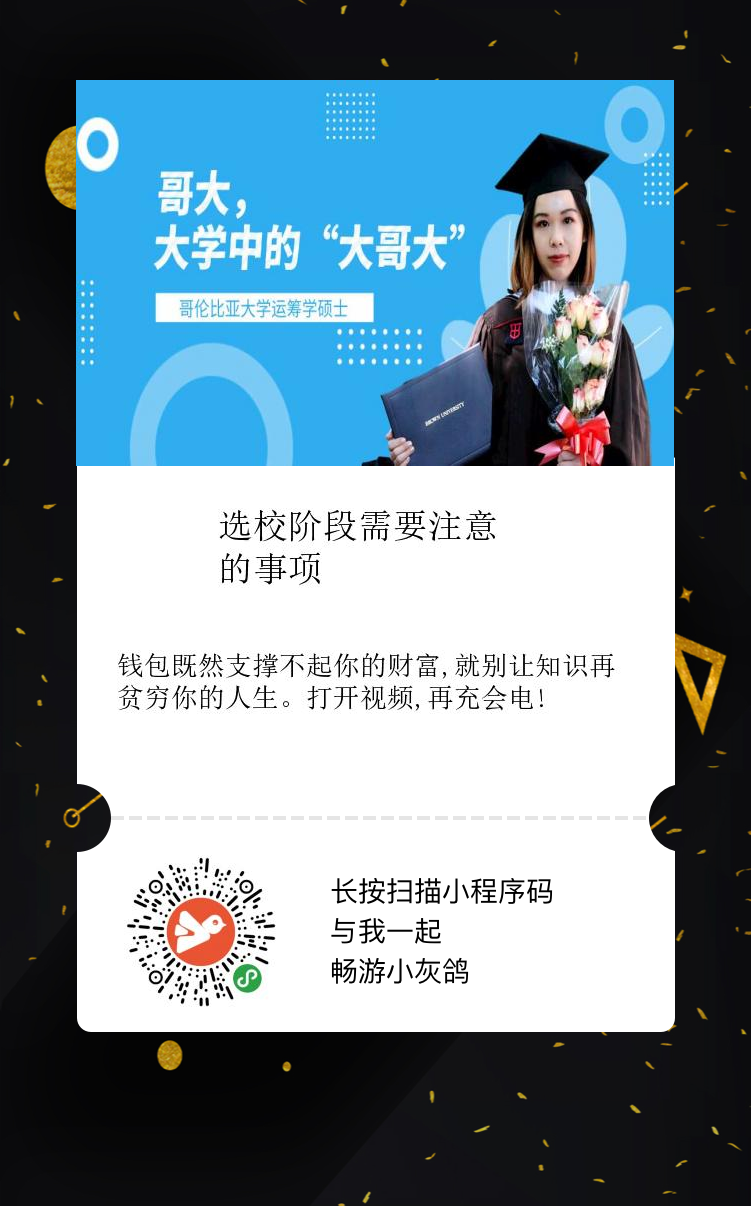 哥大，
大学中的“大哥大”
哥伦比亚大学运筹学硕士
BROWN UNIVERSITY
选校阶段需要注意
的事项
钱包既然支撑不起你的财富,就别让知识再
贫穷你的人生。打开视频,再充会电!
长按扫描小程序码
与我一起
畅游小灰鸽